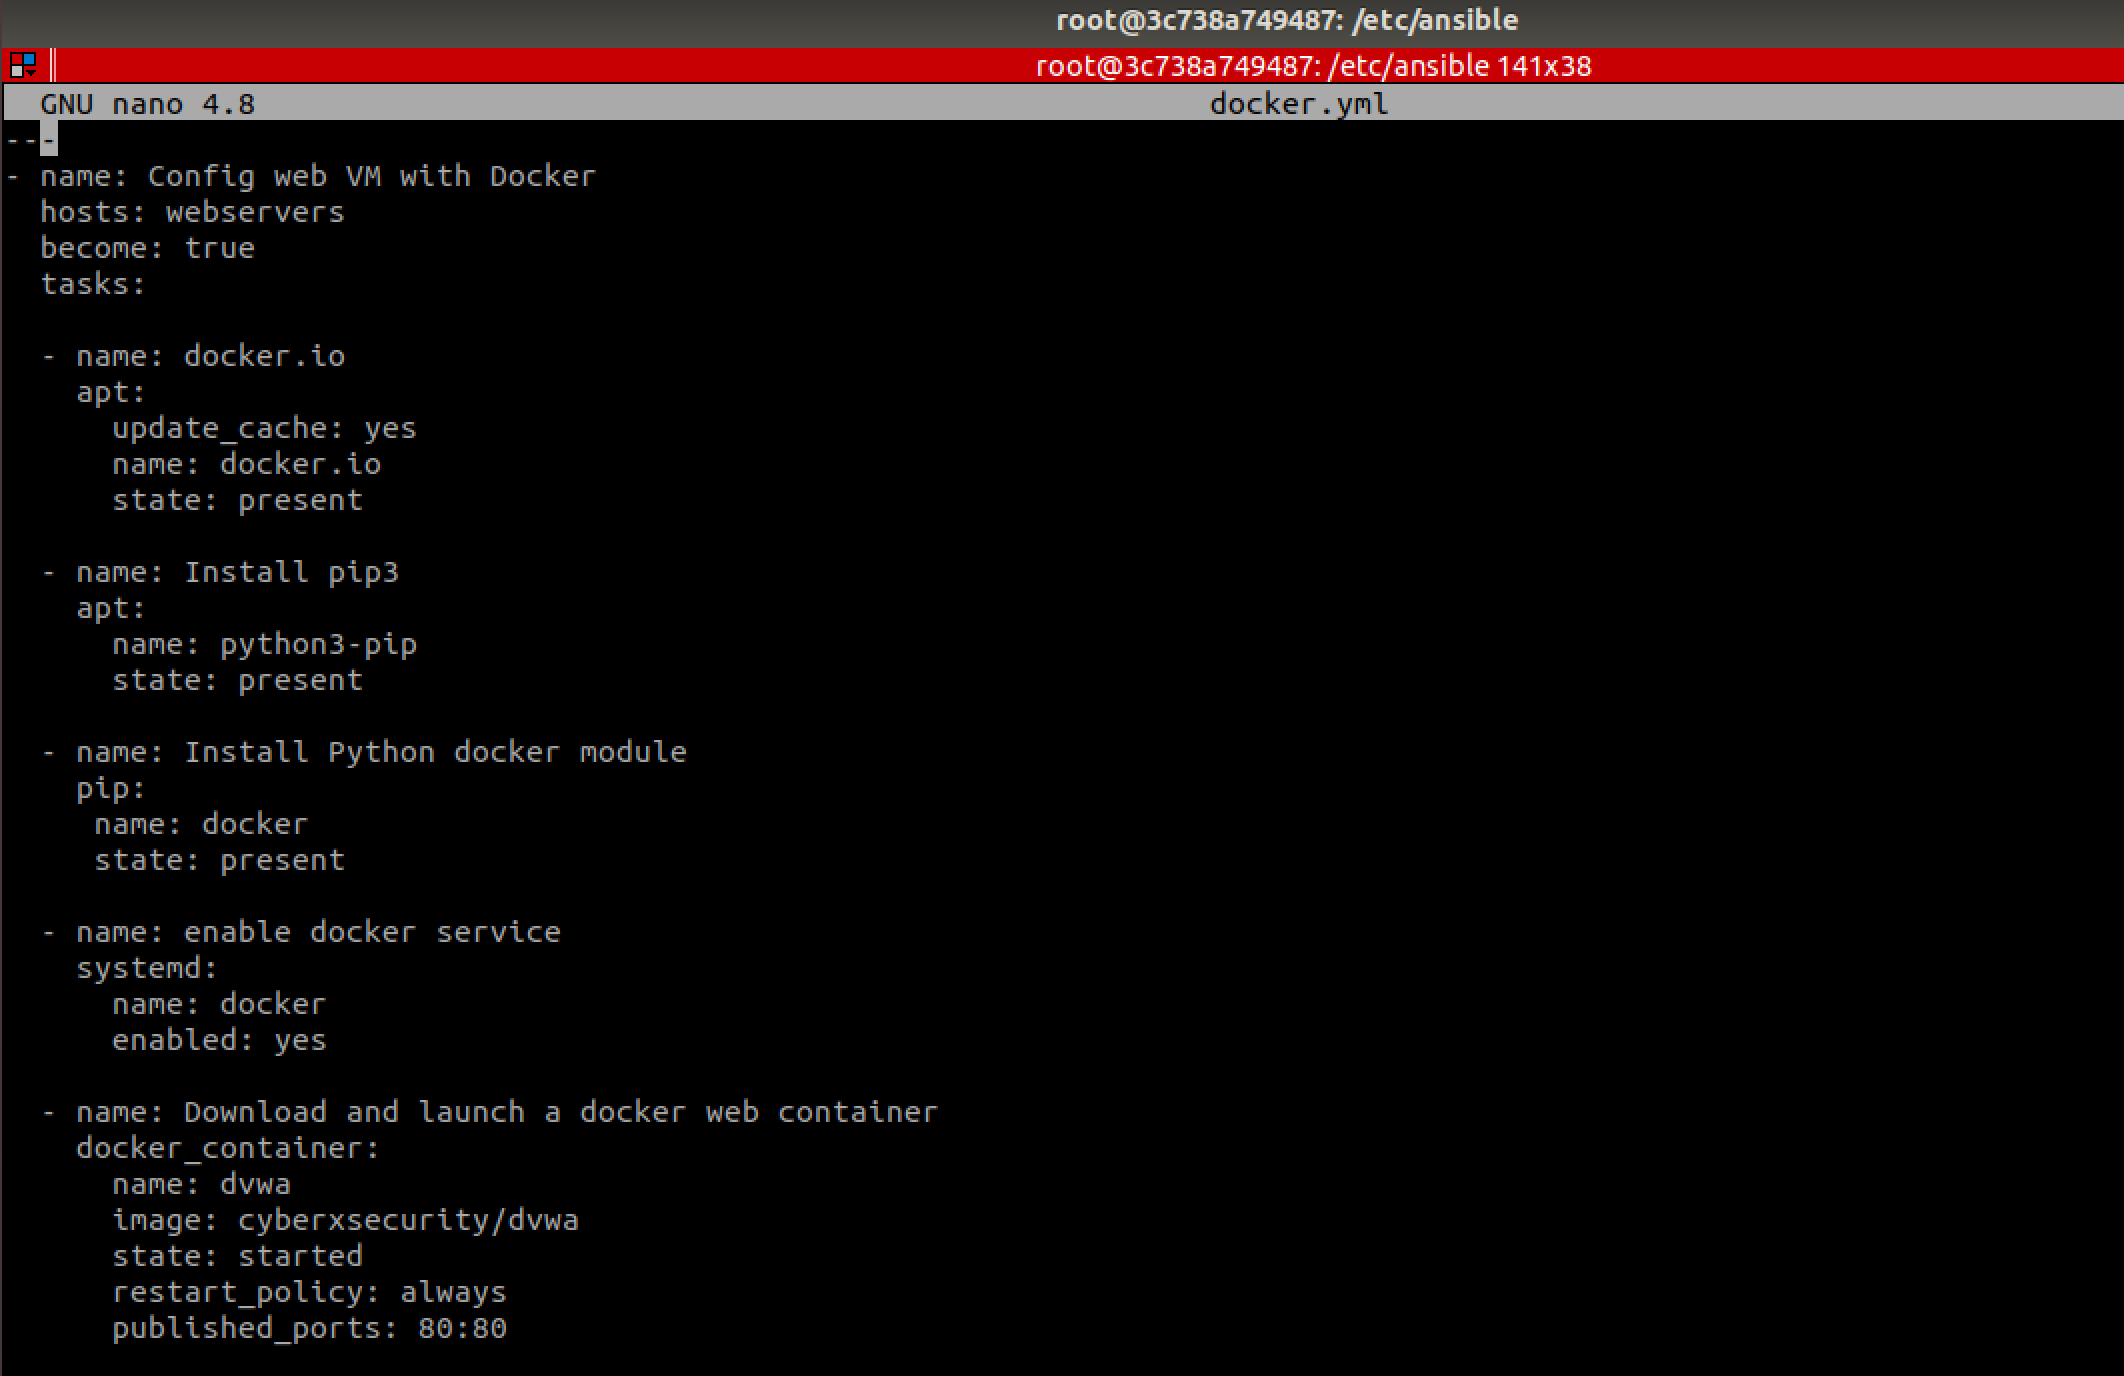 root@3c738a749487: /etc/ansible
root@3c738a749487: /etc/ansible 141x38
GNU nano 4.8 docker.yml
---
- name: Config web VM with Docker
  hosts: webservers
  become: true
  tasks:

  - name: docker.io
    apt:
      update_cache: yes
      name: docker.io
      state: present

  - name: Install pip3
    apt:
      name: python3-pip
      state: present

  - name: Install Python docker module
    pip:
     name: docker
     state: present

  - name: enable docker service
    systemd:
      name: docker
      enabled: yes

  - name: Download and launch a docker web container
    docker_container:
      name: dvwa
      image: cyberxsecurity/dvwa
      state: started
      restart_policy: always
      published_ports: 80:80